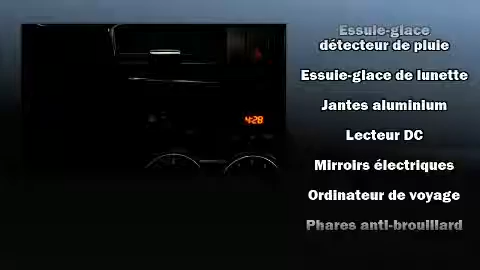 Essuie-glace
détecteur de pluie
Essuie-glace de lunette
Jantes aluminium
Lecteur DC
Mirroirs électriques
Ordinateur de voyage
Phares anti-brouillard
4:28